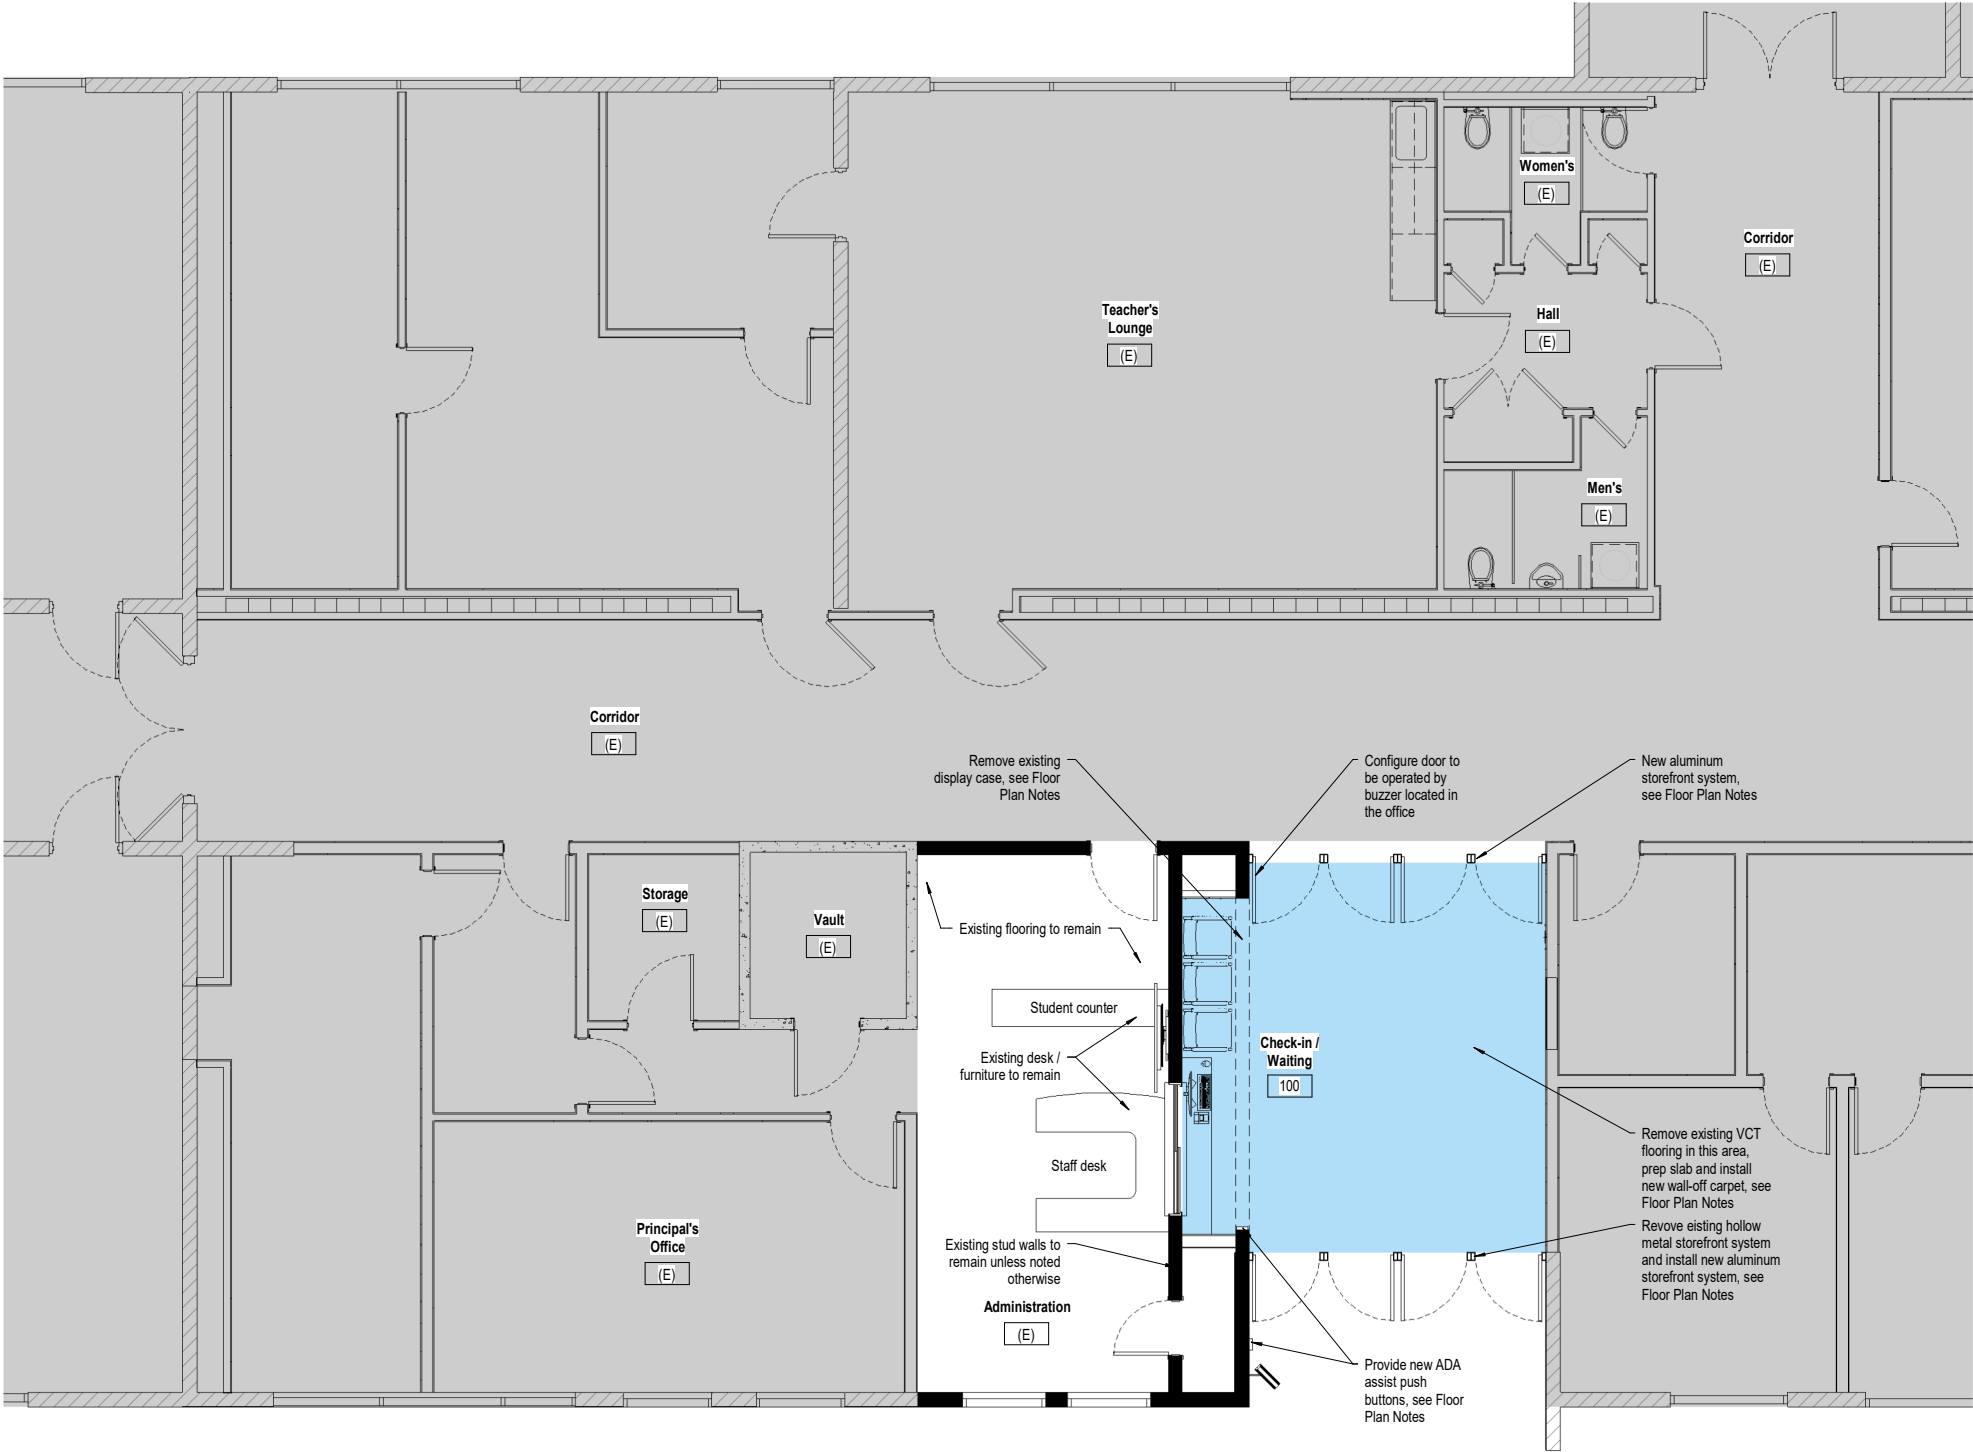 Women's
(E)
Corridor
(E)
Teacher's
Lounge
(E)
Hall
(E)
Men's
(E)
Corridor
(E)
Remove existing
display case, see Floor
Plan Notes
Configure door to
be operated by
buzzer located in
the office
New aluminum
storefront system,
see Floor Plan Notes
Storage
(E)
Vault
(E)
Existing flooring to remain
Student counter
Existing desk /
furniture to remain
Check-in /
Waiting
100
Staff desk
Remove existing VCT
flooring in this area,
prep slab and install
new wall-off carpet, see
Floor Plan Notes
Principal's
Office
(E)
Revove eisting hollow
metal storefront system
and install new aluminum
storefront system, see
Floor Plan Notes
Existing stud walls to
remain unless noted
otherwise
Administration
(E)
Provide new ADA
assist push
buttons, see Floor
Plan Notes